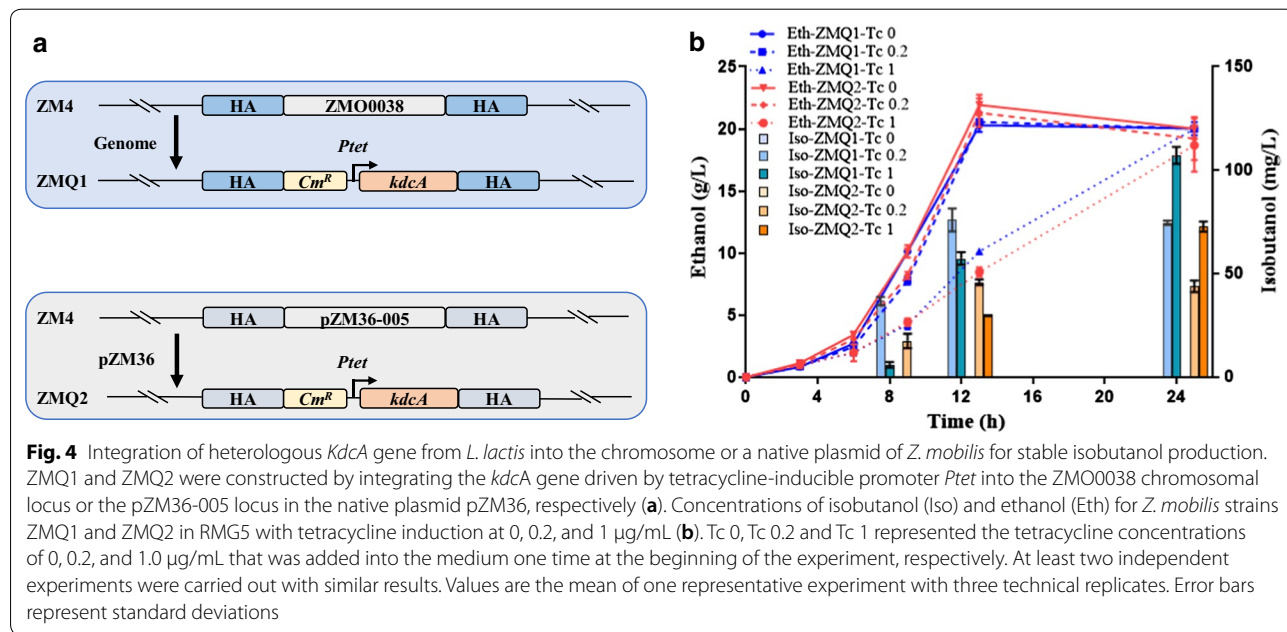 a
ZM4
HA
ZMO0038
HA
Genome
Ptet
ZMQ1
HA
CmR
kdcA
HA
ZM4
HA
pZM36-005
HA
pZM36
Ptet
ZMQ2
HA
CmR
kdcA
HA
b
Eth-ZMQ1-Tc 0
Eth-ZMQ1-Tc 0.2
Eth-ZMQ1-Tc 1
Eth-ZMQ2-Tc 0
Eth-ZMQ2-Tc 0.2
Eth-ZMQ2-Tc 1
Iso-ZMQ1-Tc 0
Iso-ZMQ1-Tc 0.2
Iso-ZMQ1-Tc 1
Iso-ZMQ2-Tc 0
Iso-ZMQ2-Tc 0.2
Iso-ZMQ2-Tc 1
Ethanol (g/L)
25
20
15
10
5
0
150
100
50
0
Isobutanol (mg/L)
0 4 8 12 16 20 24
Time (h)
Fig. 4 Integration of heterologous KdcA gene from L. lactis into the chromosome or a native plasmid of Z. mobilis for stable isobutanol production.
ZMQ1 and ZMQ2 were constructed by integrating the kdcA gene driven by tetracycline-inducible promoter Ptet into the ZMO0038 chromosomal
locus or the pZM36-005 locus in the native plasmid pZM36, respectively (a). Concentrations of isobutanol (Iso) and ethanol (Eth) for Z. mobilis strains
ZMQ1 and ZMQ2 in RMG5 with tetracycline induction at 0, 0.2, and 1 μg/mL (b). Tc 0, Tc 0.2 and Tc 1 represented the tetracycline concentrations
of 0, 0.2, and 1.0 μg/mL that was added into the medium one time at the beginning of the experiment, respectively. At least two independent
experiments were carried out with similar results. Values are the mean of one representative experiment with three technical replicates. Error bars
represent standard deviations